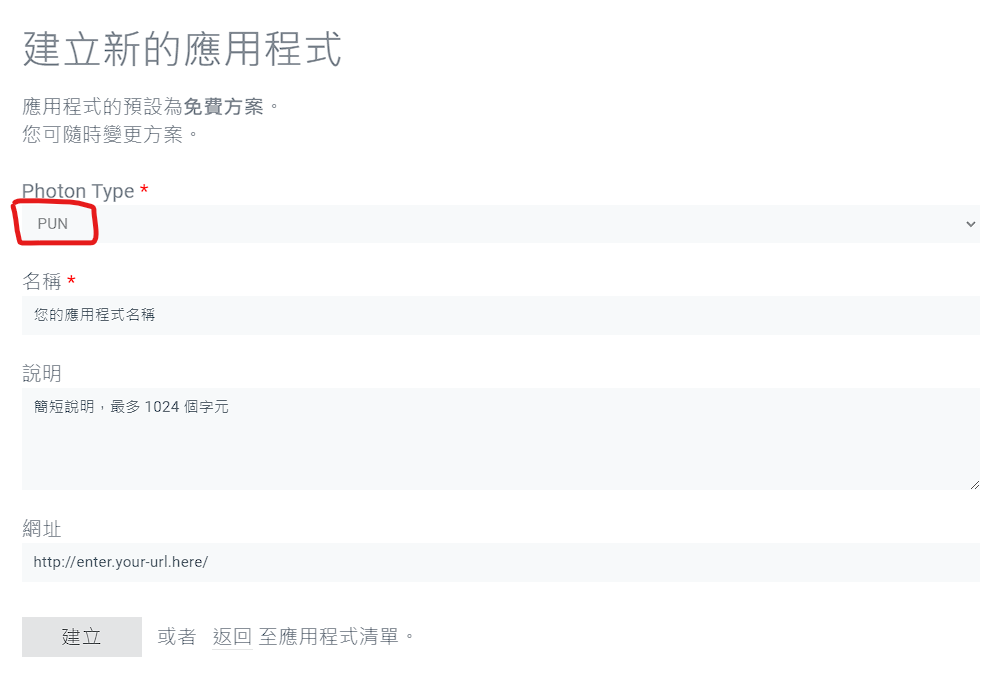 建立新的應用程式
應用程式的預設為免費方案。
您可隨時變更方案。
Photon Type *
PUN
名稱 *
您的應用程式名稱
說明
簡短說明，最多 1024 個字元
網址
http://enter.your-url.here/
建立 或者 返回 至應用程式清單。